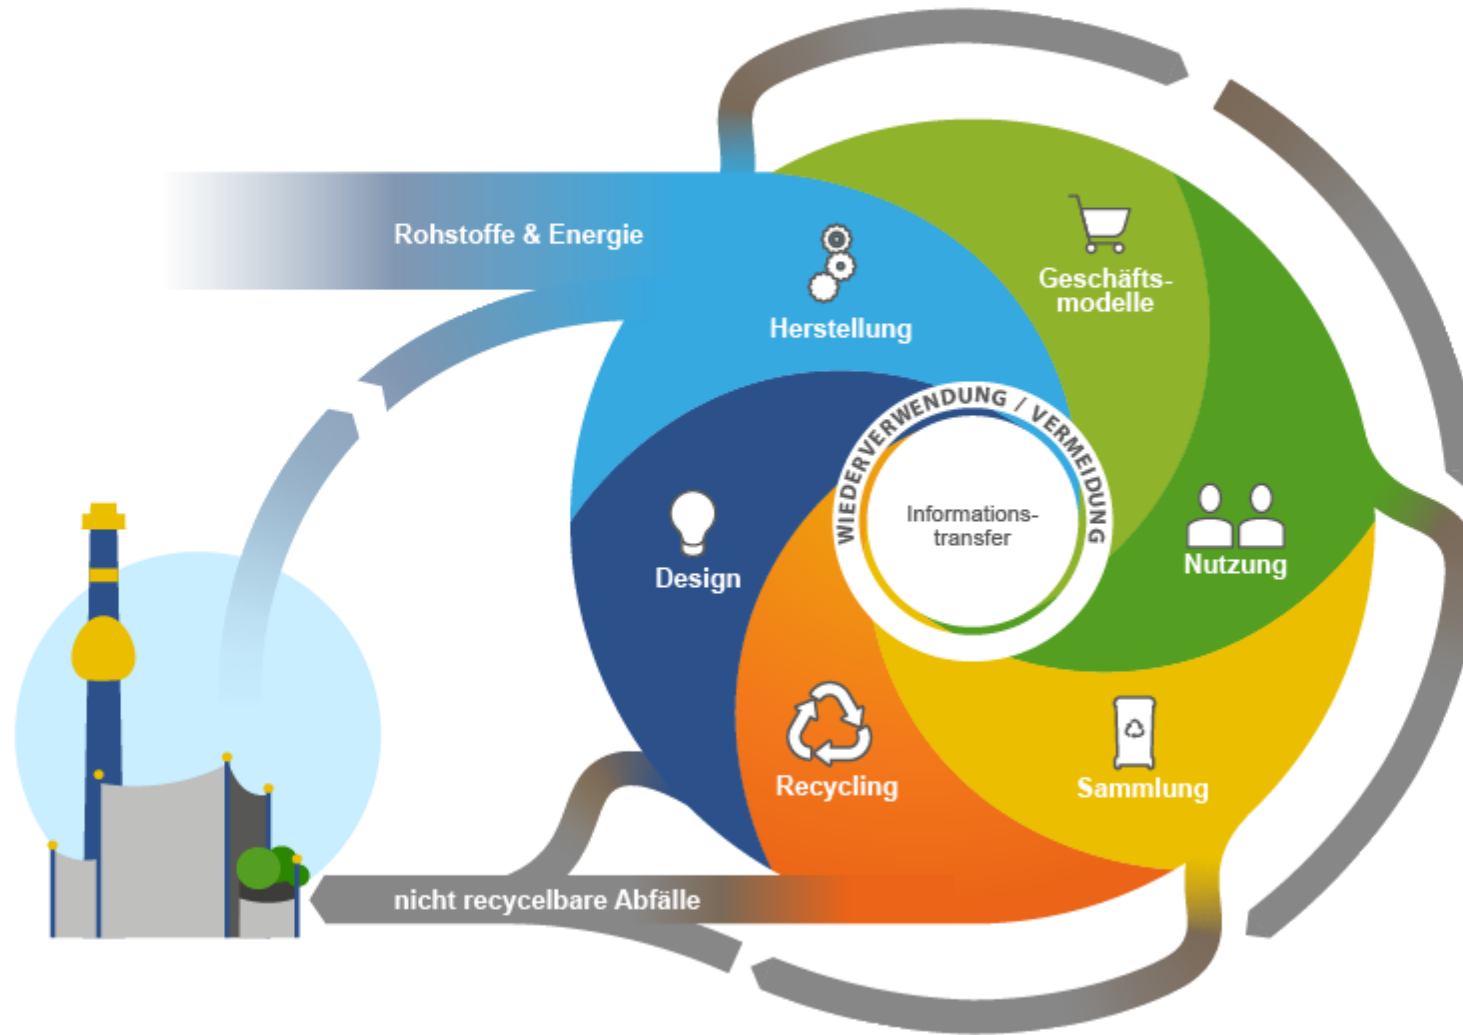 Rohstoffe & Energie
Herstellung
Geschäfts-
modelle
WIEDERVERWENDUNG / VERMEIDUNG
Informations-
transfer
Design
Nutzung
Recycling
Sammlung
nicht recycelbare Abfälle